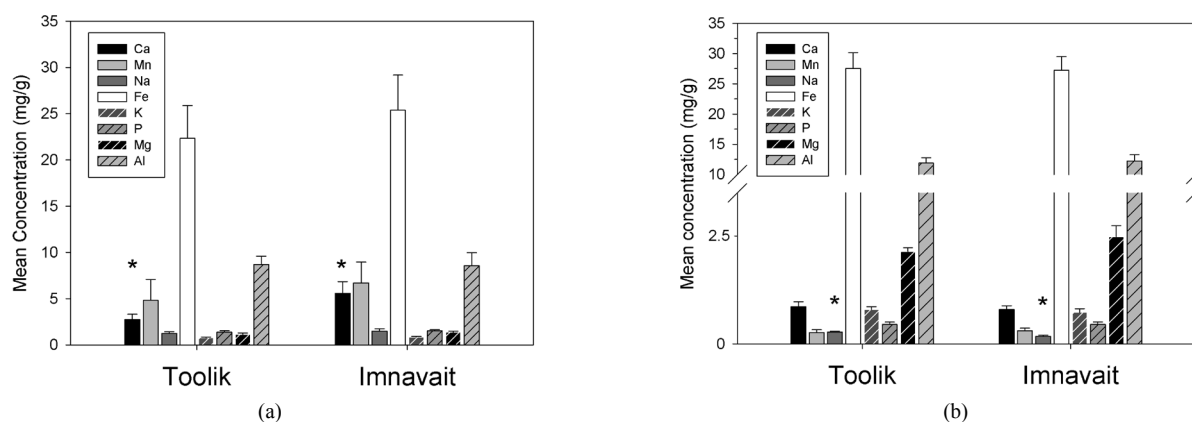 Mean Concentration (mg/g)
35
30
25
20
15
10
5
0
Ca
Mn
Na
Fe
K
P
Mg
Al
*
*
Toolik
Imnavait
(a)
Mean concentration (mg/g)
35
30
25
20
15
10
2.5
0
Ca
Mn
Na
Fe
K
P
Mg
Al
*
*
Toolik
Imnavait
(b)